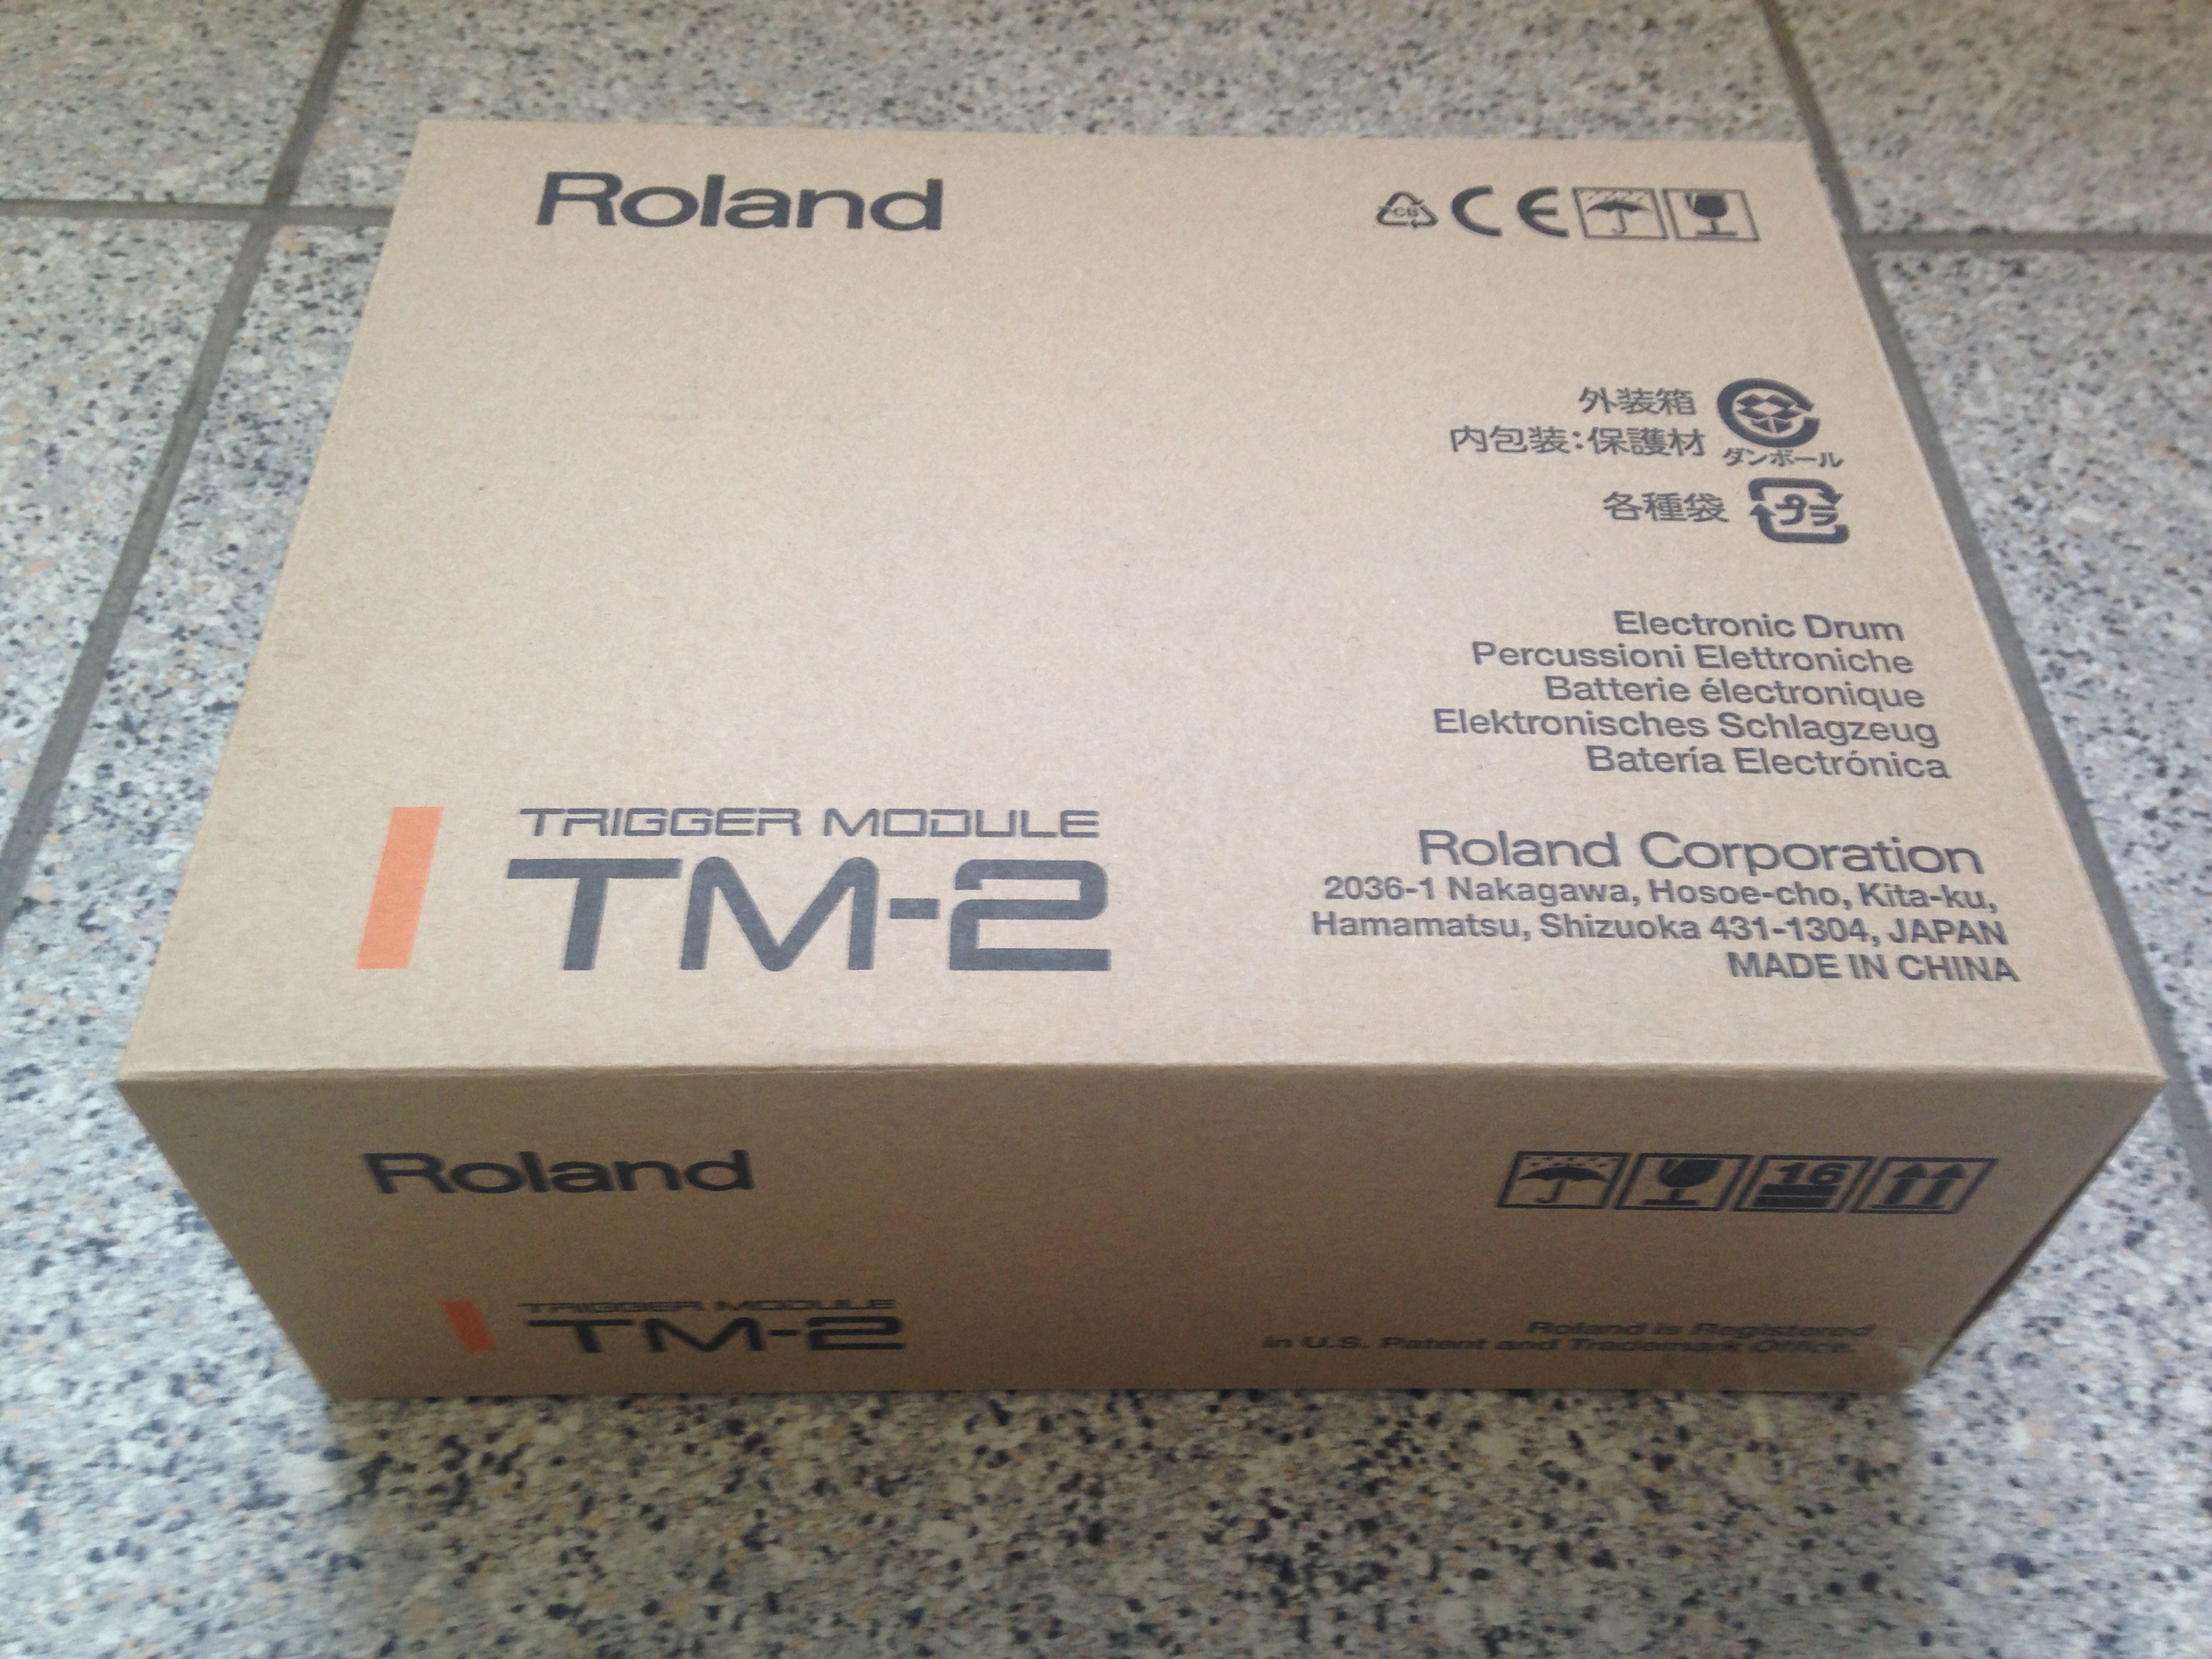 Roland
CB
CE
外装箱
内包装:保護材
ダンボール
各種袋
プラ
Electronic Drum
Percussioni Elettroniche
Batterie électronique
Elektronisches Schlagzeug
Batería Electrónica
TRIGGER MODULE
TM-2
Roland Corporation
2036-1 Nakagawa, Hosoe-cho, Kita-ku,
Hamamatsu, Shizuoka 431-1304, JAPAN
MADE IN CHINA
Roland
16
TRIGGER MODULE
TM-2
Roland is Registered
in U.S. Patent and Trademark Office.